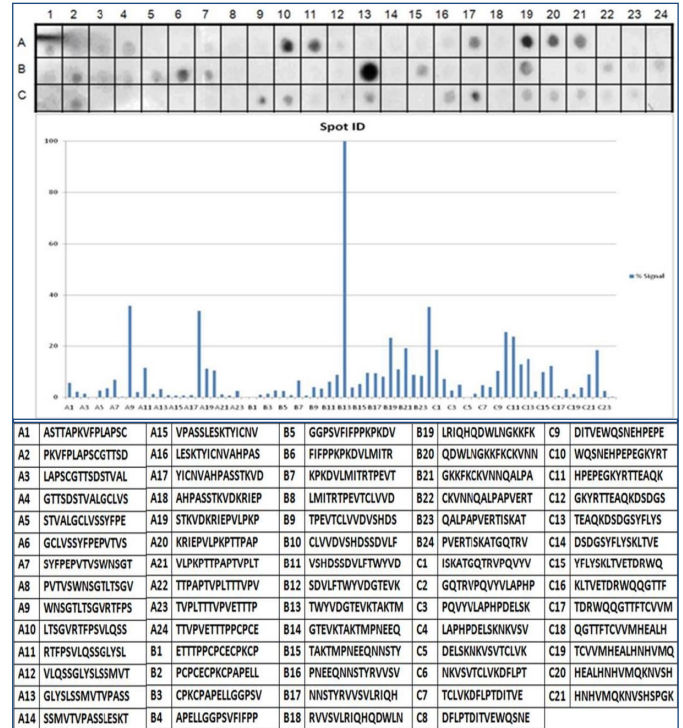 1 2 3 4 5 6 7 8 9 10 11 12 13 14 15 16 17 18 19 20 21 22 23 24
A
B
C
Spot ID
100
80
60
40
20
0
% Signal
A1 A3 A5 A7 A9 A11 A13 A15 A17 A19 A21 A23 B1 B3 B5 B7 B9 B11 B13 B15 B17 B19 B21 B23 C1 C3 C5 C7 C9 C11 C13 C15 C17 C19 C21 C23
A1 ASTTAPKVFPLAPSC A15 VPASSLESKTYICNV B5 GGPSVFIFPPKPKDV B19 LRIQHQDWLNGKKFK C9 DITVEWQSNEHPEPE
A2 PKVFPLAPSCGTTSD A16 LESKTYICNVAHPAS B6 FIFPPKPKDVLMITR B20 QDWLNGKKFKCKVNN C10 WQSNEHPEPEGKYRT
A3 LAPSCGTTSDSTVAL A17 YICNVAHPASSTKVD B7 KPKDVLMITRTPEVT B21 GKKFKCKVNNQALPA C11 HPEPEGKYRTTEAQK
A4 GTTSDSTVALGCLVS A18 AHPASSTKVDKRIEP B8 LMITRTPEVTCLVVD B22 CKVNNQALPAPVERT C12 GKYRTTEAQKDSDGS
A5 STVALGCLVSSYFPE A19 STKVDKRIEPVLPKP B9 TPEVTCLVVDVSHDS B23 QALPAPVERTISKAT C13 TEAQKDSDGSYFLYS
A6 GCLVSSYFPEPVTVS A20 KRIEPVLPKPTTPAP B10 CLVVDVSHDSSDVLF B24 PVERTISKATGQTRV C14 DSDGSYFLYSKLTVE
A7 SYFPEPVTVSWNSGT A21 VLPKPTTPAPTVPLT B11 VSHDSSDVLFTWYVD C1 ISKATGQTRVPQVYV C15 YFLYSKLTVETDRWQ
A8 PVTVSWNSGTLTSGV A22 TTPAPTVPLTTTVPV B12 SDVLFTWYVDGTEVK C2 GQTRVPQVYVLAPHP C16 KLTVETDRWQQGTTF
A9 WNSGTLTSGVRTFPS A23 TVPLTTTVPVETTTP B13 TWYVDGTEVKTAKTM C3 PQVYVLAPHPDELSK C17 TDRWQQGTTFTCVVM
A10 LTSGVRTFPSVLQSS A24 TTVPVETTTPPCPCE B14 GTEVKTAKTMPNEEQ C4 LAPHPDELSKNKVSV C18 QGTTFTCVVMHEALH
A11 RTFPSVLQSSGLYSL B1 ETTTPPCPCECPKCP B15 TAKTMPNEEQNNSTY C5 DELSKNKVSVTCLVK C19 TCVVMHEALHNHVMQ
A12 VLQSSGLYSLSSMVT B2 PCPCECPKCPAPELL B16 PNEEQNNSTYRVVSV C6 NKVSVTCLVKDFLPT C20 HEALHNHVMQKNVSH
A13 GLYSLSSMVTVPASS B3 CPKCPAPELLGGPSV B17 NNSTYRVVSVLRIQH C7 TCLVKDFLPTDITVE C21 HNHVMQKNVSHSPGK
A14 SSMVTVPASSLESKT B4 APELLGGPSVFIFPP B18 RVVSVLRIQHQDWLN C8 DFLPTDITVEWQSNE